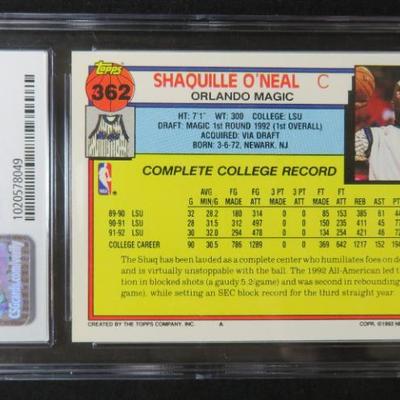 Topps
362
SHAQUILLE O'NEAL C
ORLANDO MAGIC
HT: 7'1" WT: 300 COLLEGE: LSU
DRAFT: MAGIC 1st ROUND 1992 (1st OVERALL)
ACQUIRED: VIA DRAFT
BORN: 3-6-72, NEWARK, NJ
NBA
COMPLETE COLLEGE RECORD
AVG FG FG 3 PT 3 PT FT FT
G MIN/G MADE ATT MADE ATT MADE ATT REB AST
89-90 LSU 32 28.2 180 314 0 0 85 153 385 61
90-91 LSU 28 31.5 312 497 0 0 150 235 411 45
91-92 LSU 30 32.0 294 478 0 0 134 254 421 46
COLLEGE CAREER 90 30.5 786 1289 0 0 369 642 1217 152
The Shaq has been lauded as a complete center who humiliates foes on de
and is virtually unstoppable with the ball. The 1992 All-American led th
tion in blocked shots (a gaudy 5.2/game) and was second in rebounding
game), while setting an SEC block record for the third straight year.
CREATED BY THE TOPPS COMPANY, INC. A COPR. ©1993 NB
1020578049